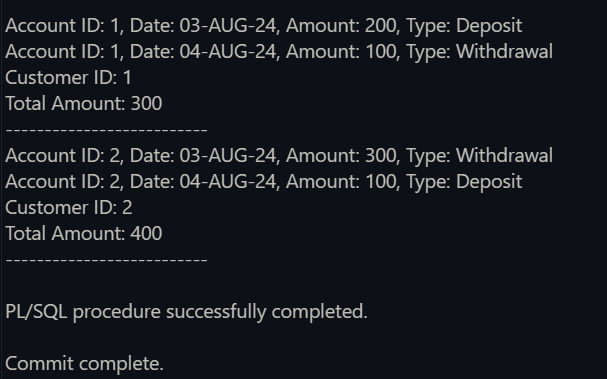 Account ID: 1, Date: 03-AUG-24, Amount: 200, Type: Deposit
Account ID: 1, Date: 04-AUG-24, Amount: 100, Type: Withdrawal
Customer ID: 1
Total Amount: 300
--------------------------
Account ID: 2, Date: 03-AUG-24, Amount: 300, Type: Withdrawal
Account ID: 2, Date: 04-AUG-24, Amount: 100, Type: Deposit
Customer ID: 2
Total Amount: 400
--------------------------
PL/SQL procedure successfully completed.
Commit complete.